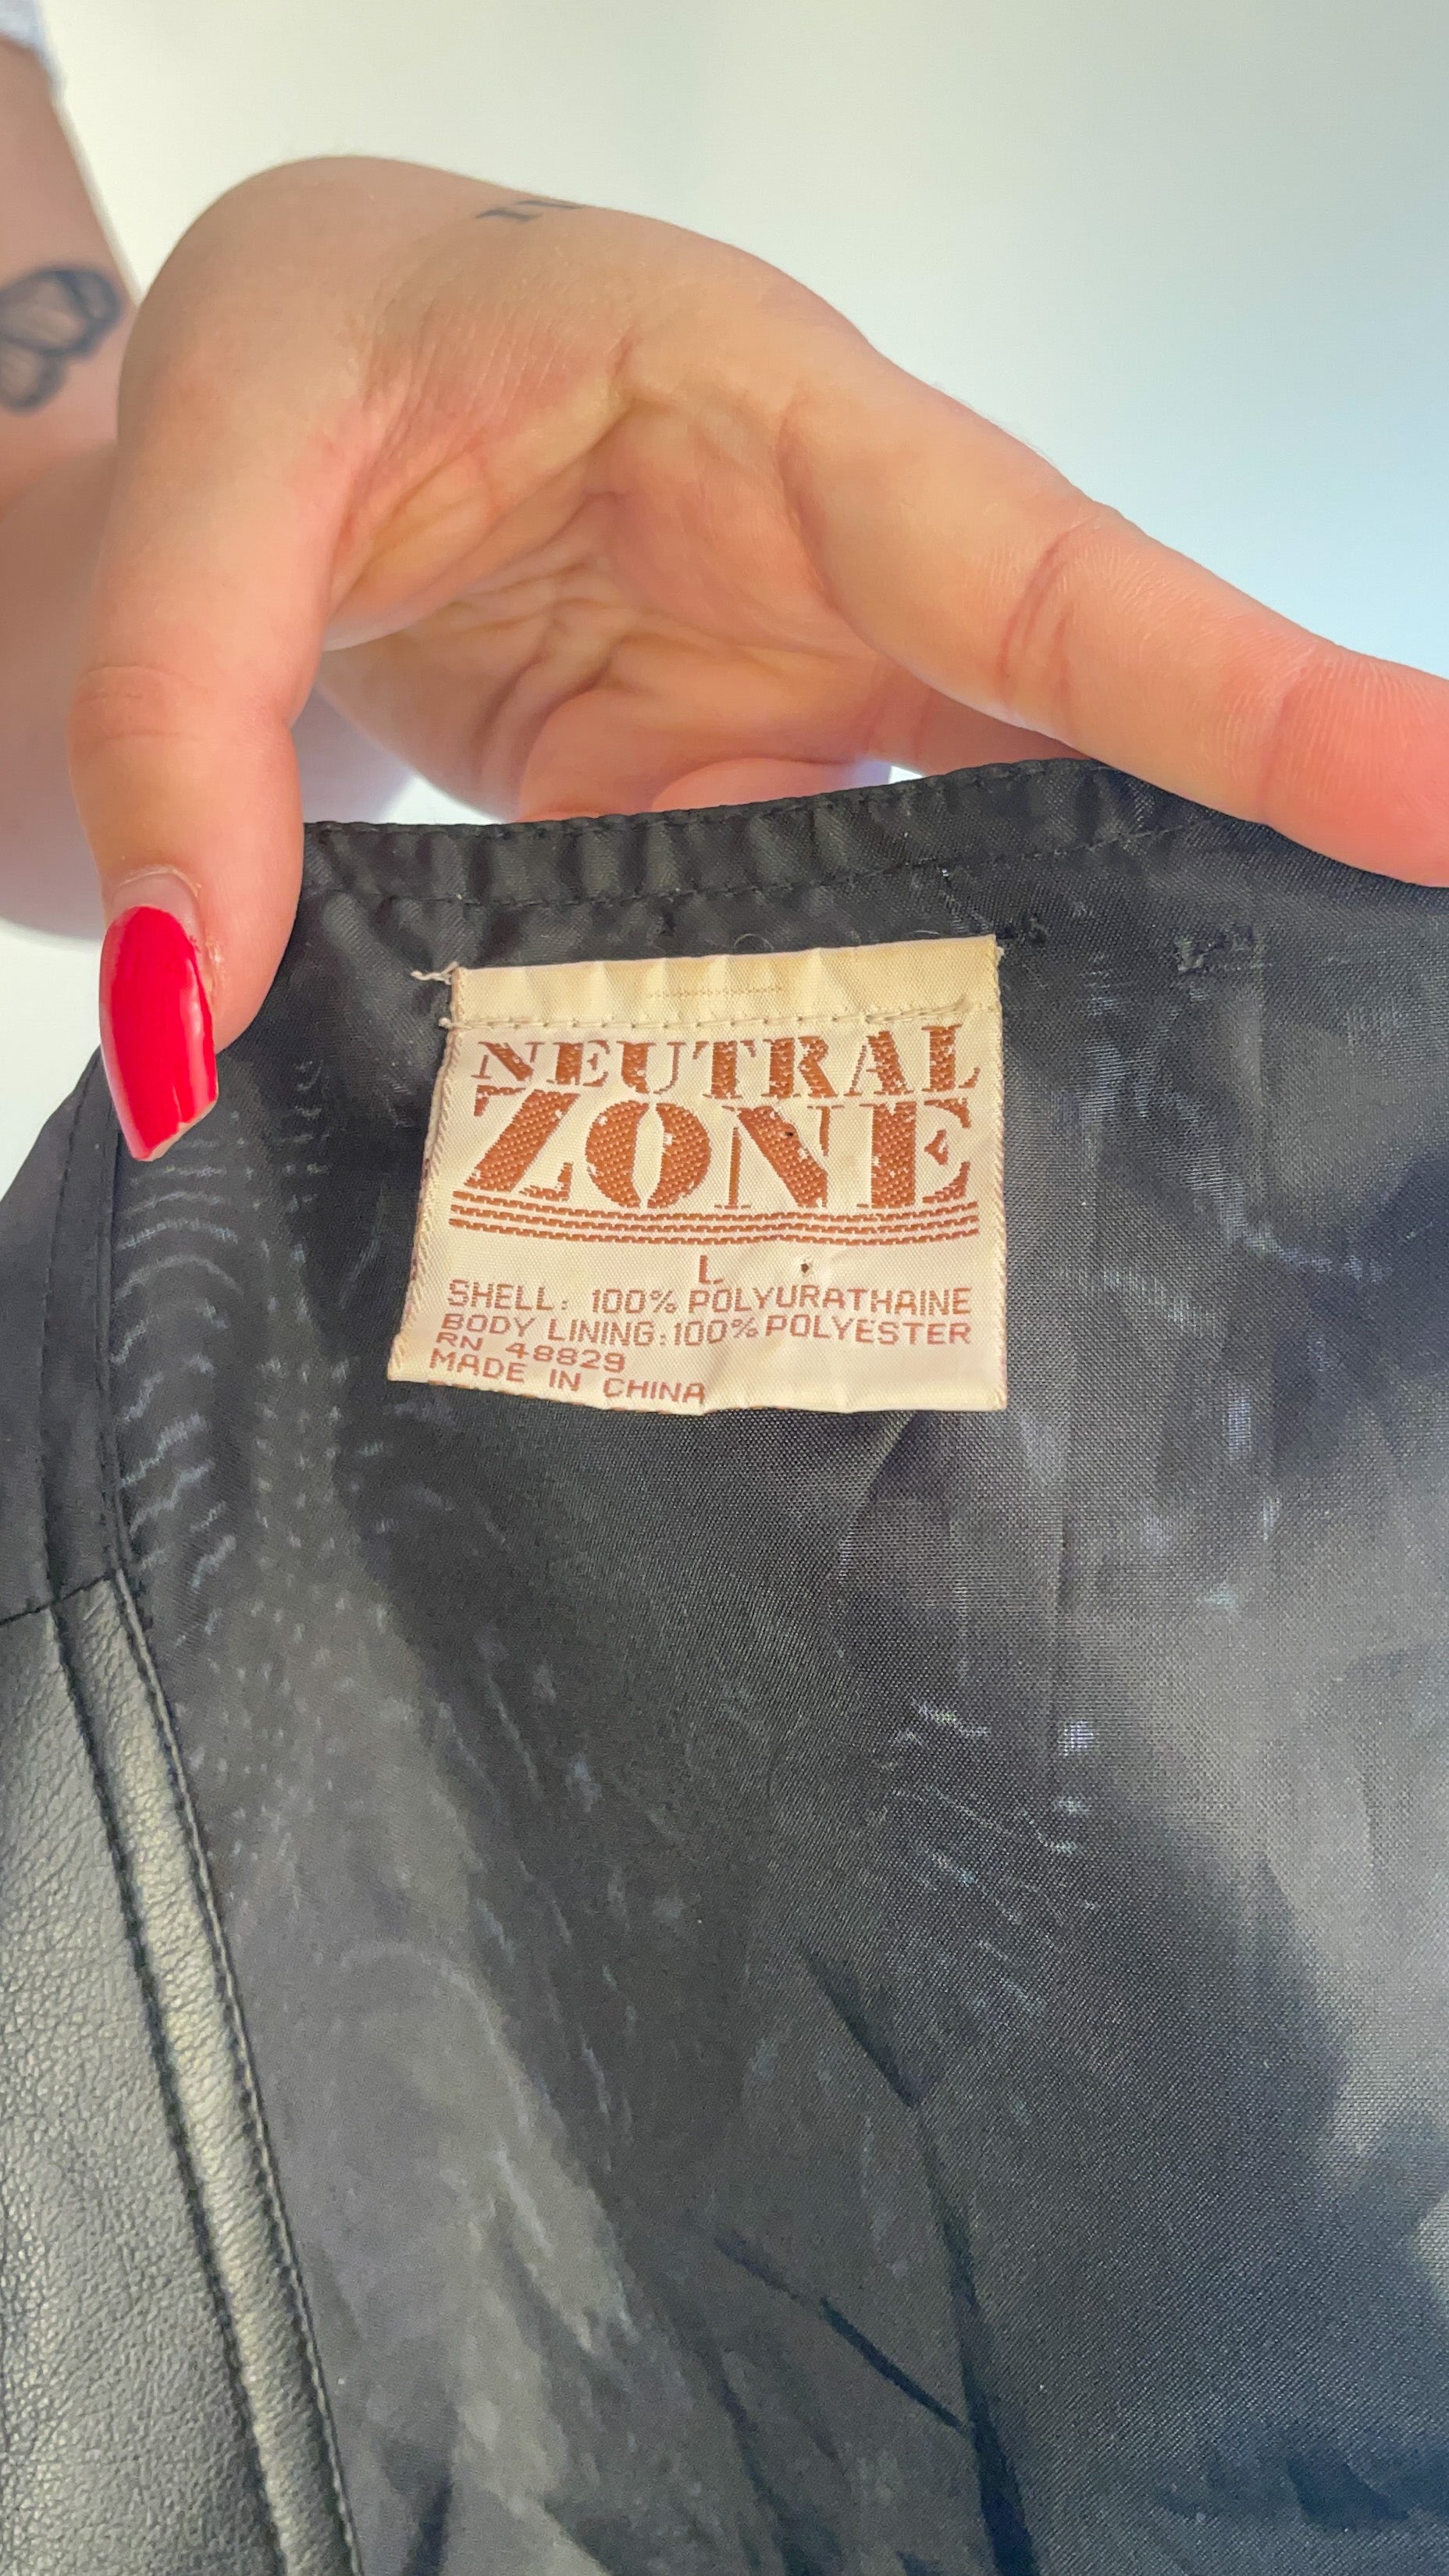 NEUTRAL
ZONE
L
SHELL: 100% POLYURATHAINE
BODY LINING:100% POLYESTER
RN 48829
MADE IN CHINA